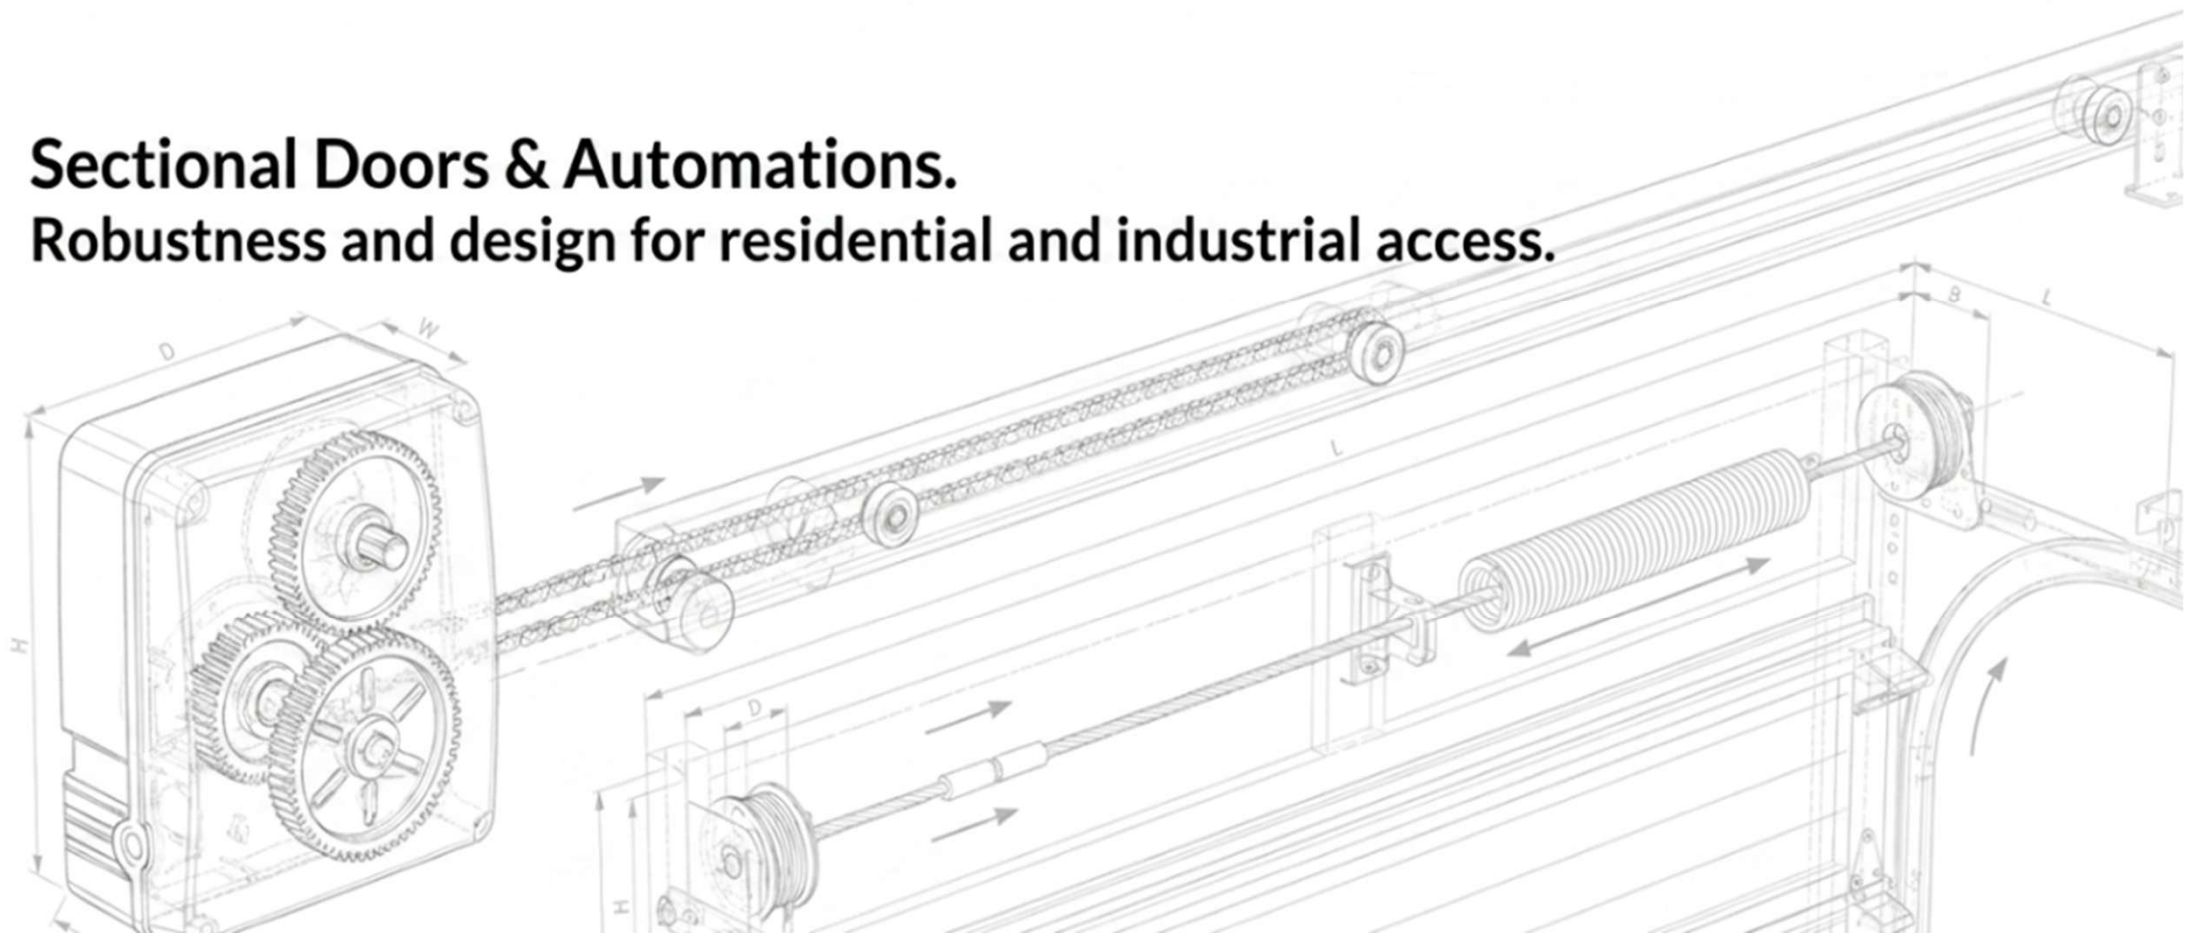 Sectional Doors & Automations.
Robustness and design for residential and industrial access.
D
W
B
L
L
H
D
H